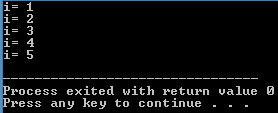 i= 1
i= 2
i= 3
i= 4
i= 5
--------------------------------
Process exited with return value 0
Press any key to continue . . .